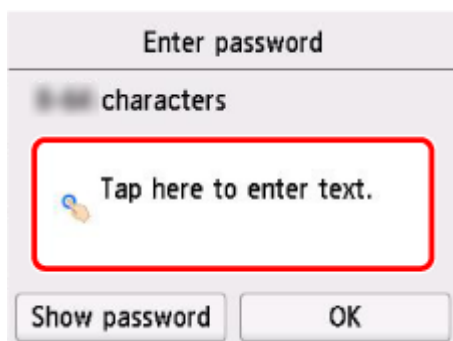 Enter password
characters
Tap here to enter text.
Show password
OK